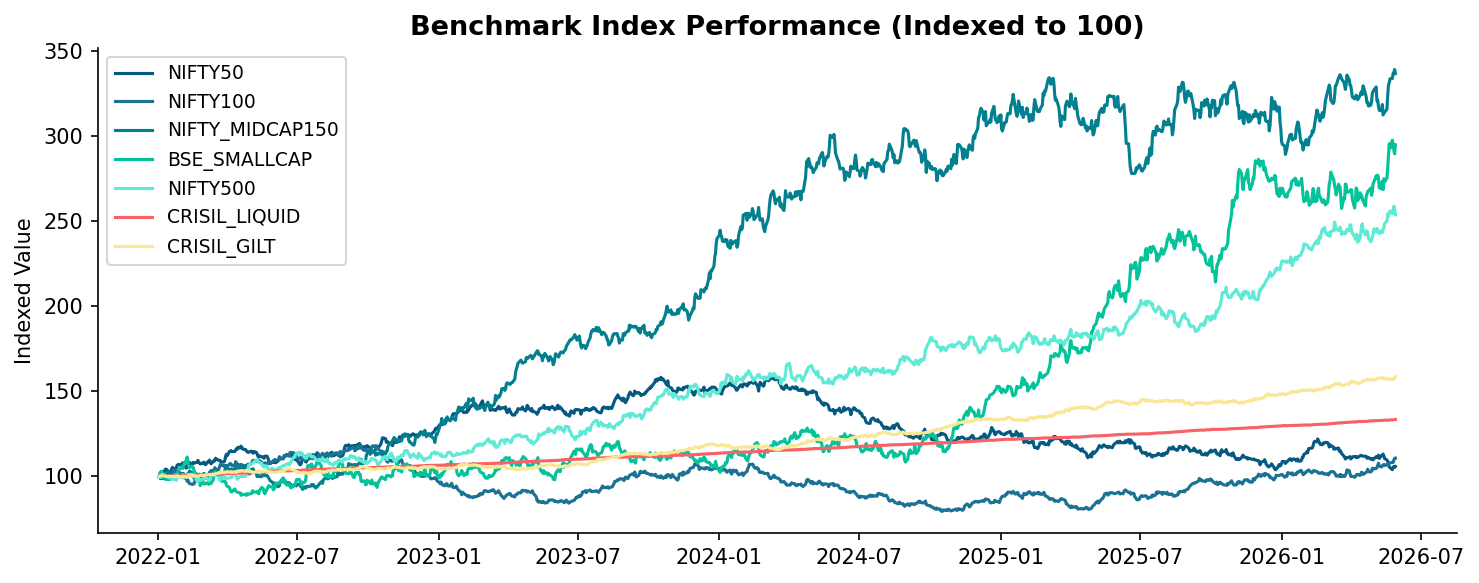 Benchmark Index Performance (Indexed to 100)
350
300
250
200
150
100
Indexed Value
NIFTY50
NIFTY100
NIFTY_MIDCAP150
BSE_SMALLCAP
NIFTY500
CRISIL_LIQUID
CRISIL_GILT
2022-01 2022-07 2023-01 2023-07 2024-01 2024-07 2025-01 2025-07 2026-01 2026-07